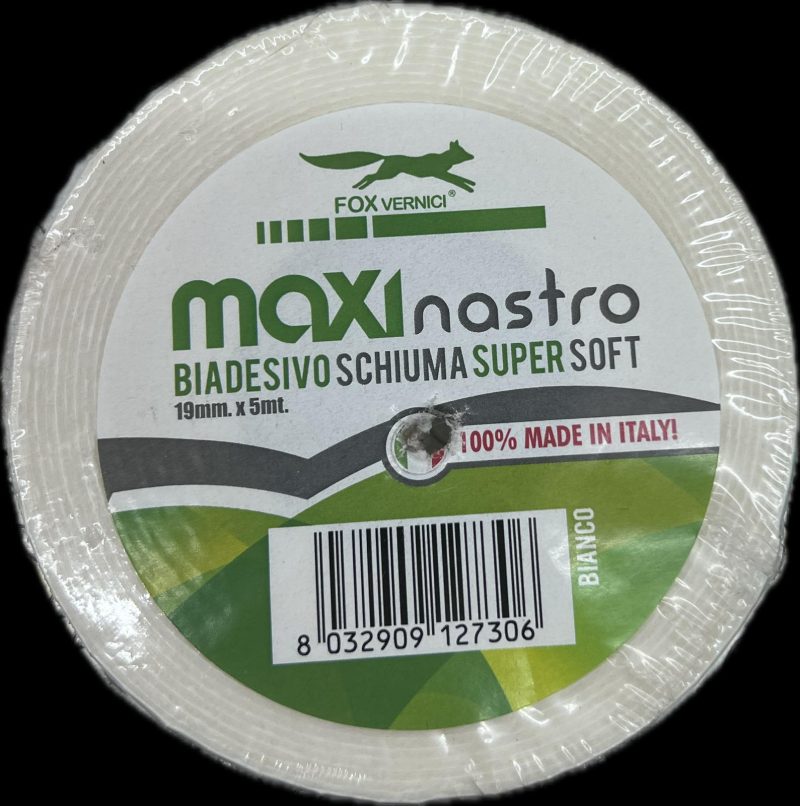 FOX VERNICI®
MAXI nastro
BIADESIVO SCHIUMA SUPER SOFT
19mm. x 5mt.
100% MADE IN ITALY!
BIANCO
8 032909 127306